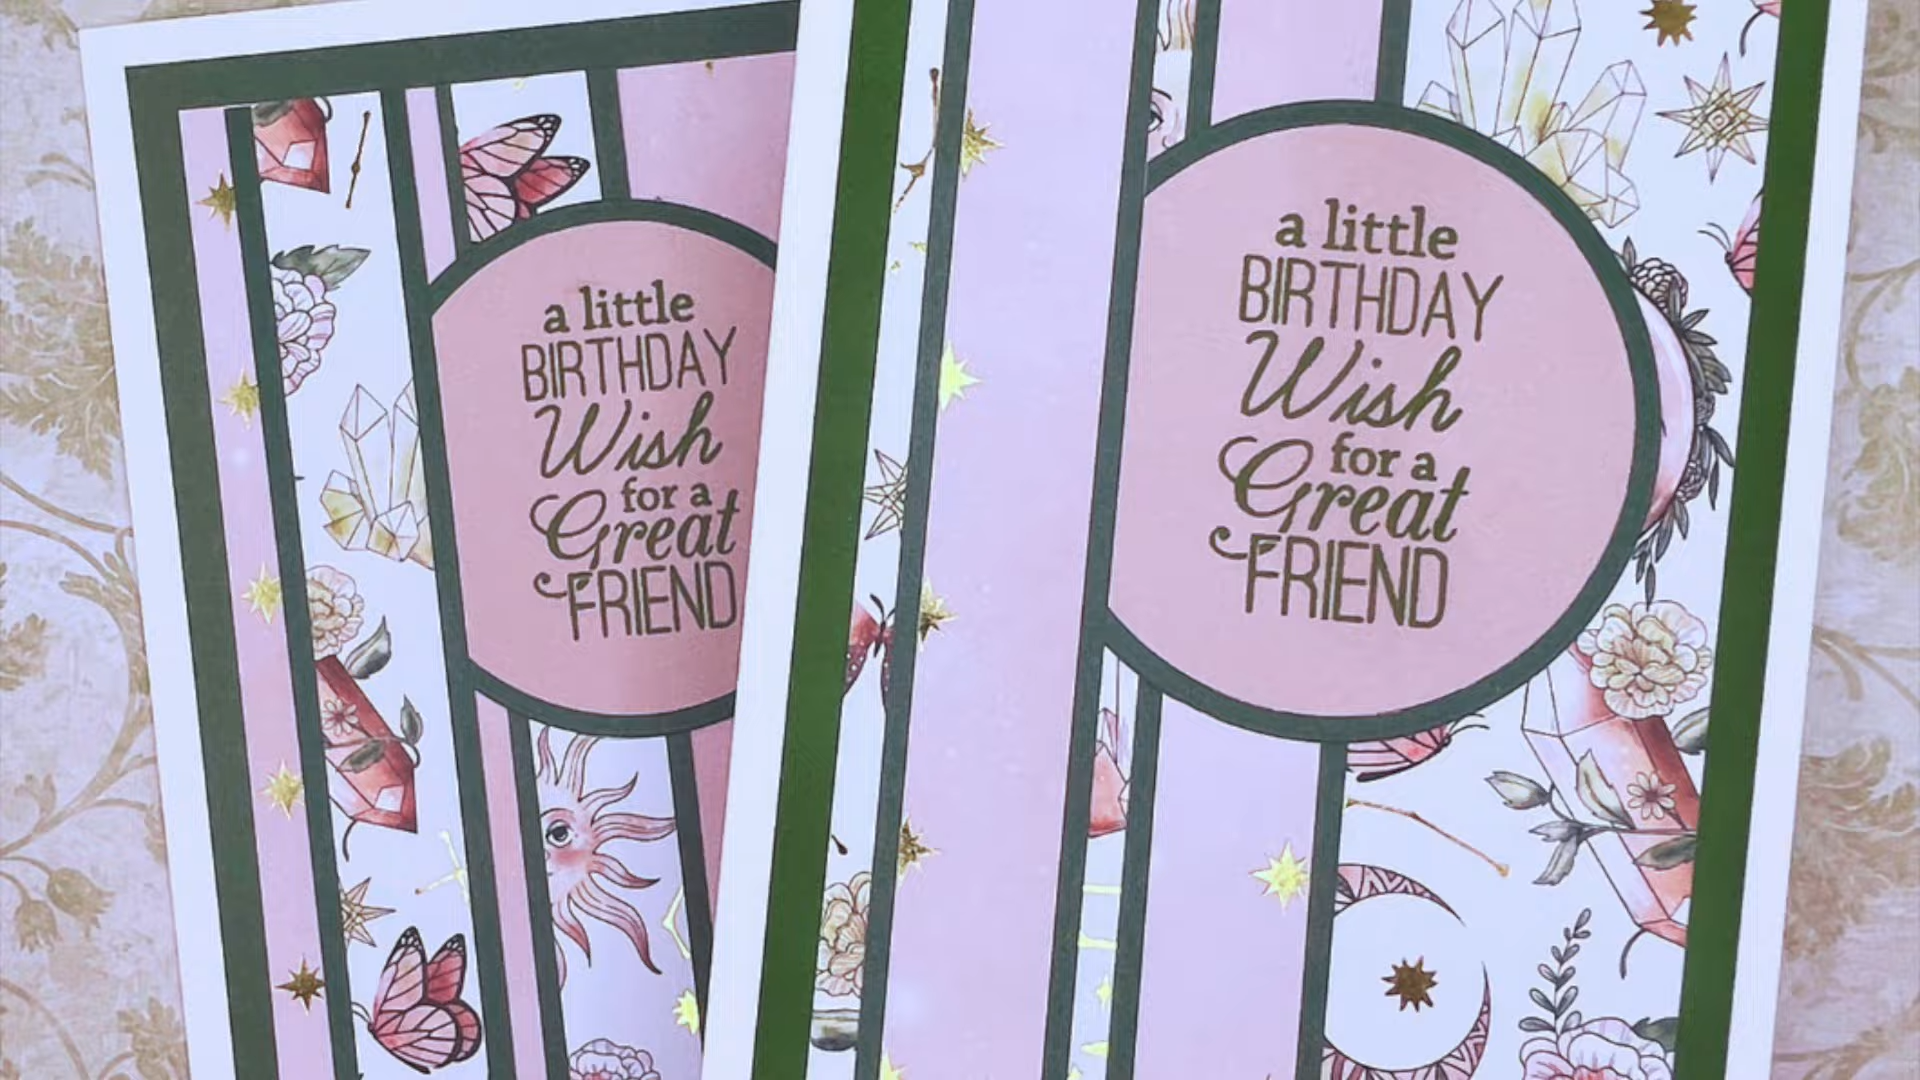 a little
BIRTHDAY
Wish
for a
Great
FRIEND
a little
BIRTHDAY
Wish
for a
Great
FRIEND